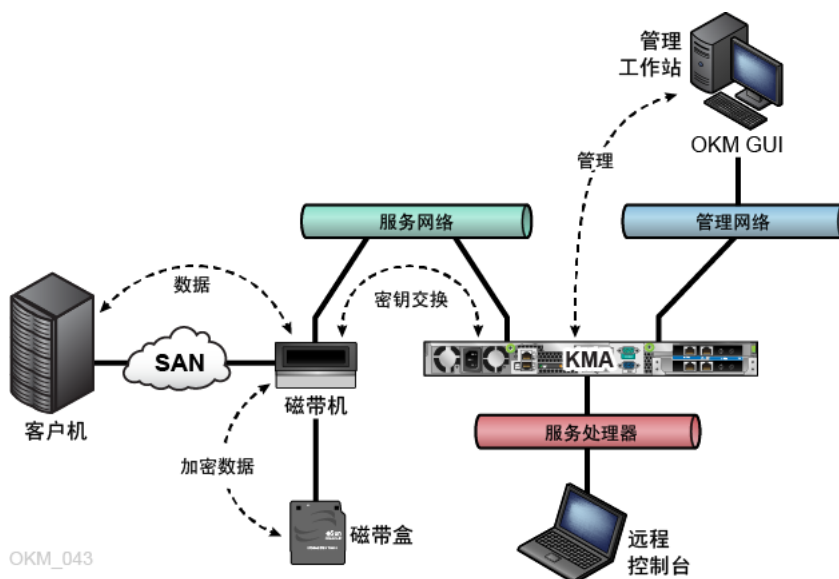 管理
工作站
OKM GUI
管理
服务网络
管理网络
数据
密钥交换
SAN
KMA
客户机
磁带机
服务处理器
加密数据
磁带盒
远程
控制台
OKM_043